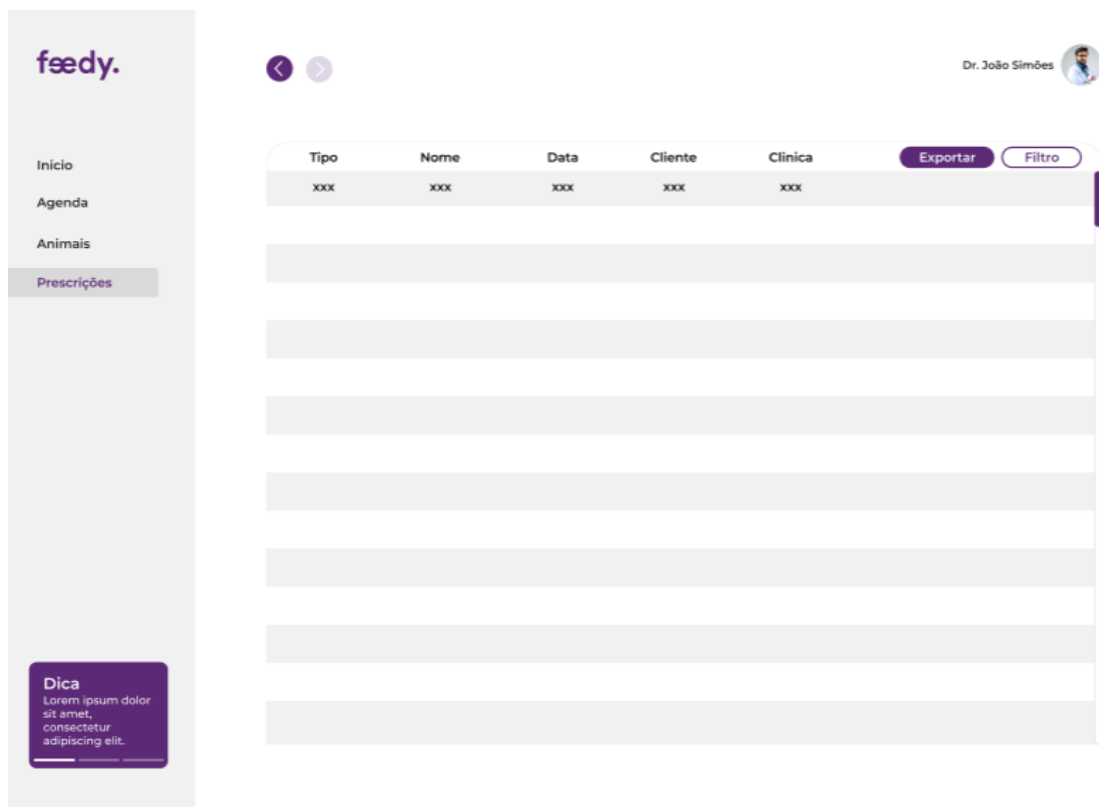 feedy.
Dr. João Simões
Inicio
Agenda
Animais
Prescrições
Tipo Nome Data Cliente Clinica Exportar Filtro
xxx xxx xxx xxx xxx
Dica
Lorem ipsum dolor
sit amet,
consectetur
adipiscing elit.